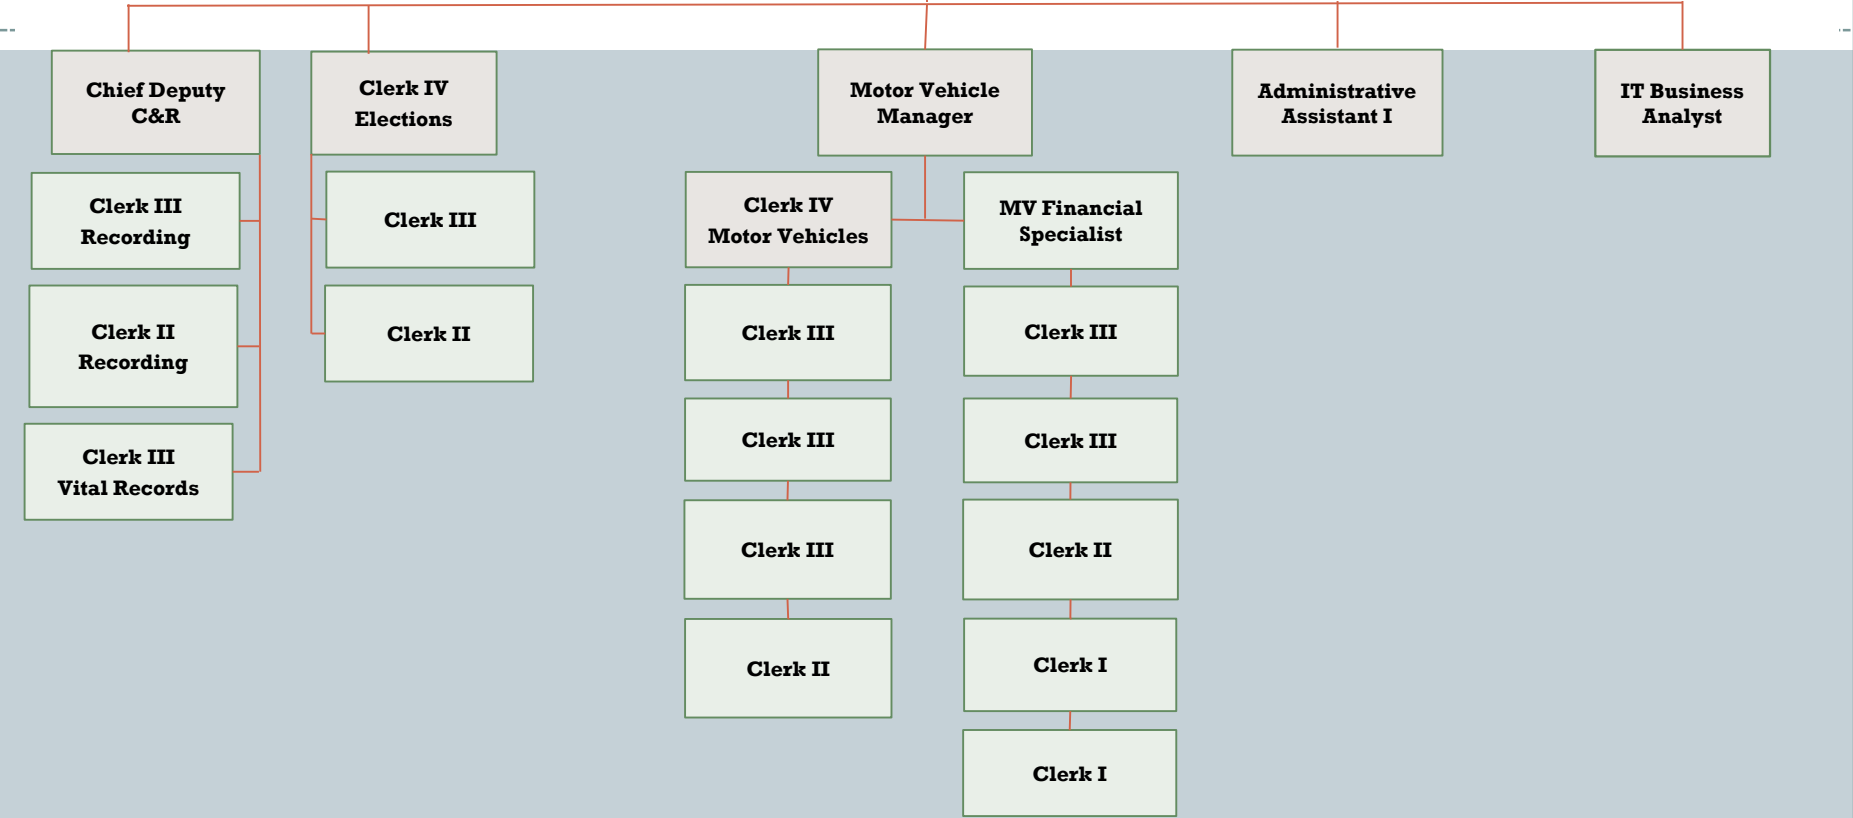 Chief Deputy
C&R
Clerk IV
Elections
Motor Vehicle
Manager
Administrative
Assistant I
IT Business
Analyst
Clerk III
Recording
Clerk III
Clerk IV
Motor Vehicles
MV Financial
Specialist
Clerk II
Recording
Clerk II
Clerk III
Clerk III
Clerk III
Vital Records
Clerk III
Clerk III
Clerk III
Clerk II
Clerk II
Clerk I
Clerk I